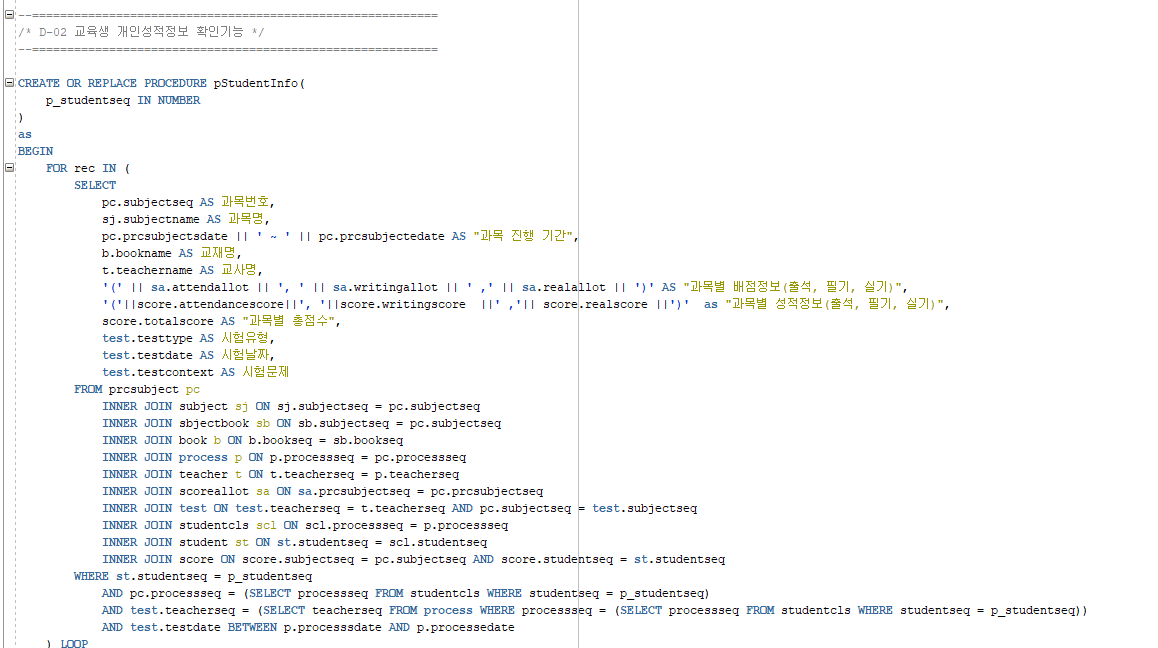 --==========================================================
/* D-02 교육생 개인성적정보 확인기능 */
--==========================================================
CREATE OR REPLACE PROCEDURE pStudentInfo(
    p_studentseq IN NUMBER
)
as
BEGIN
    FOR rec IN (
        SELECT
            pc.subjectseq AS 과목번호,
            sj.subjectname AS 과목명,
            pc.prcsubjectsdate || ' ~ ' || pc.prcsubjectedate AS "과목 진행 기간",
            b.bookname AS 교재명,
            t.teachername AS 교사명,
            '(' || sa.attendallot || ', ' || sa.writingallot || ' ,' || sa.realallot || ')' AS "과목별 배점정보(출석, 필기, 실기)",
            '('||score.attendancescore||', '||score.writingscore  ||' ,'|| score.realscore ||')'  as "과목별 성적정보(출석, 필기, 실기)",
            score.totalscore AS "과목별 총점수",
            test.testtype AS 시험유형,
            test.testdate AS 시험날짜,
            test.testcontext AS 시험문제
        FROM prcsubject pc
            INNER JOIN subject sj ON sj.subjectseq = pc.subjectseq
            INNER JOIN sbjectbook sb ON sb.subjectseq = pc.subjectseq
            INNER JOIN book b ON b.bookseq = sb.bookseq
            INNER JOIN process p ON p.processseq = pc.processseq
            INNER JOIN teacher t ON t.teacherseq = p.teacherseq
            INNER JOIN scoreallot sa ON sa.prcsubjectseq = pc.prcsubjectseq
            INNER JOIN test ON test.teacherseq = t.teacherseq AND pc.subjectseq = test.subjectseq
            INNER JOIN studentcls scl ON scl.processseq = p.processseq
            INNER JOIN student st ON st.studentseq = scl.studentseq
            INNER JOIN score ON score.subjectseq = pc.subjectseq AND score.studentseq = st.studentseq
        WHERE st.studentseq = p_studentseq
            AND pc.processseq = (SELECT processseq FROM studentcls WHERE studentseq = p_studentseq)
            AND test.teacherseq = (SELECT teacherseq FROM process WHERE processseq = (SELECT processseq FROM studentcls WHERE studentseq = p_studentseq))
            AND test.testdate BETWEEN p.processsdate AND p.processedate
    ) LOOP